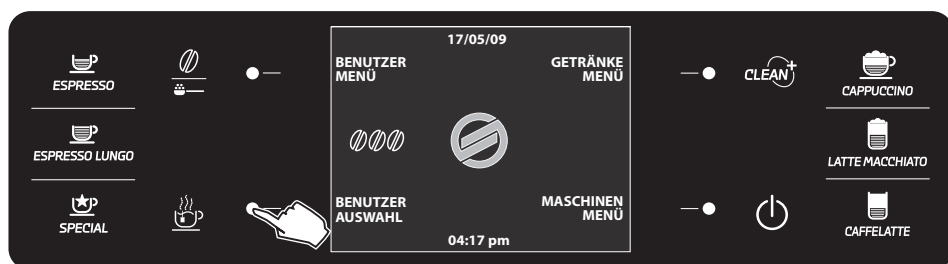 ESPRESSO
ESPRESSO LUNGO
SPECIAL
17/05/09
BENUTZER
MENÜ
GETRÄNKE
MENÜ
BENUTZER
AUSWAHL
MASCHINEN
MENÜ
04:17 pm
CLEAN+
CAPPUCCINO
LATTE MACCHIATO
CAFFELATTE